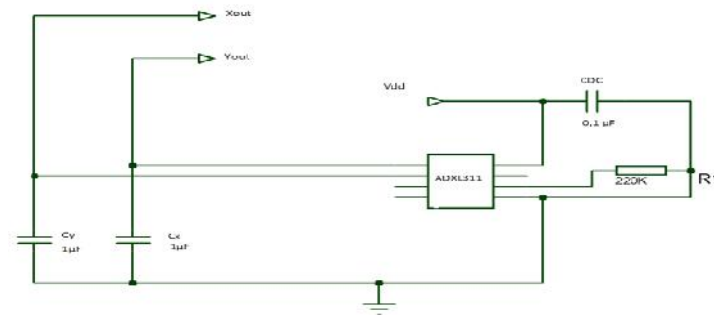 Xout
Yout
Vdd
CDC
0,1 µF
ADXL311
220K
R
Cy
1µF
Cx
1µF